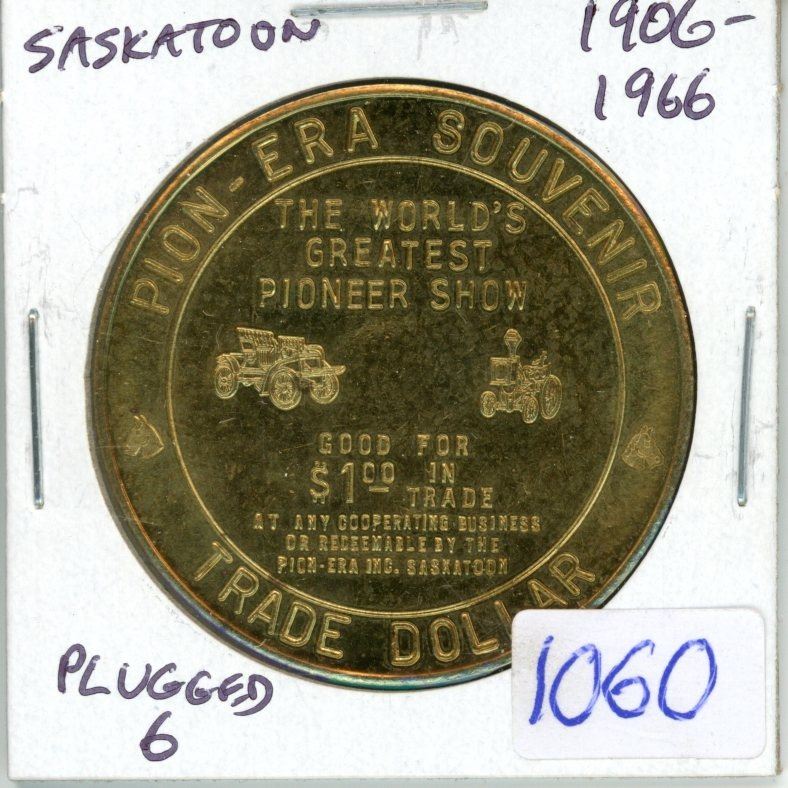 SASKATOON
1906-
1966
PION-ERA SOUVENIR
THE WORLD'S
GREATEST
PIONEER SHOW
GOOD FOR
$1.00 IN
TRADE
AT ANY COOPERATING BUSINESS
OR REDEEMABLE BY THE
PION-ERA INC. SASKATOON
TRADE DOLLAR
PLUGGED
6
1060